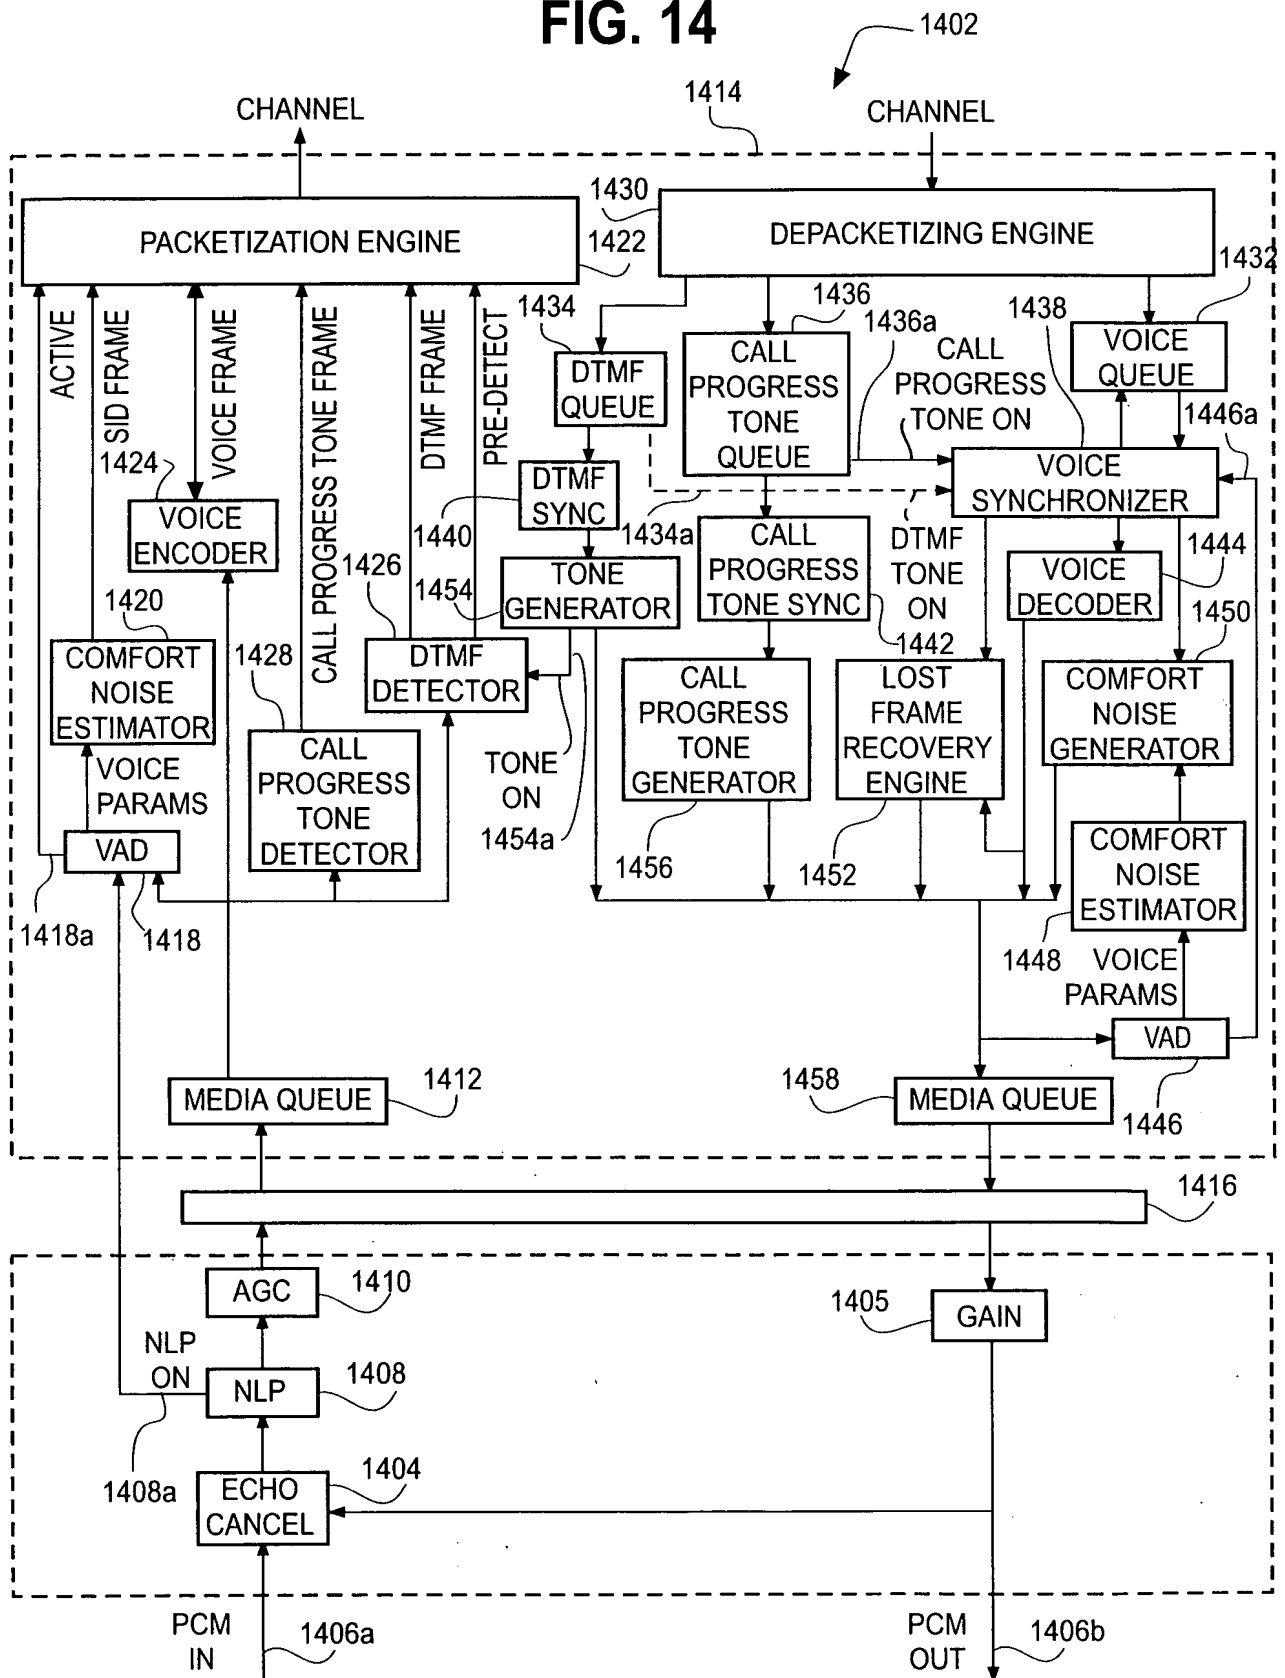 FIG. 14
1402
CHANNEL
1414
CHANNEL
PACKETIZATION ENGINE
1422
1430
DEPACKETIZING ENGINE
1432
ACTIVE
SID FRAME
VOICE FRAME
CALL PROGRESS TONE FRAME
DTMF FRAME
PRE-DETECT
1434
DTMF
QUEUE
1436
CALL
PROGRESS
TONE
QUEUE
1436a
CALL
PROGRESS
TONE ON
1438
VOICE
QUEUE
1446a
VOICE
SYNCHRONIZER
1424
VOICE
ENCODER
1440
DTMF
SYNC
1434a
DTMF
TONE
ON
1426
1454
TONE
GENERATOR
CALL
PROGRESS
TONE SYNC
1442
VOICE
DECODER
1444
1450
1420
COMFORT
NOISE
ESTIMATOR
1428
DTMF
DETECTOR
CALL
PROGRESS
TONE
GENERATOR
LOST
FRAME
RECOVERY
ENGINE
COMFORT
NOISE
GENERATOR
VOICE
PARAMS
CALL
PROGRESS
TONE
DETECTOR
TONE
ON
1454a
1456
1452
VAD
1418a
1418
COMFORT
NOISE
ESTIMATOR
1448
VOICE
PARAMS
VAD
1446
MEDIA QUEUE
1412
1458
MEDIA QUEUE
1416
AGC
1410
1405
GAIN
NLP
ON
NLP
1408
1408a
ECHO
CANCEL
1404
PCM
IN
1406a
PCM
OUT
1406b